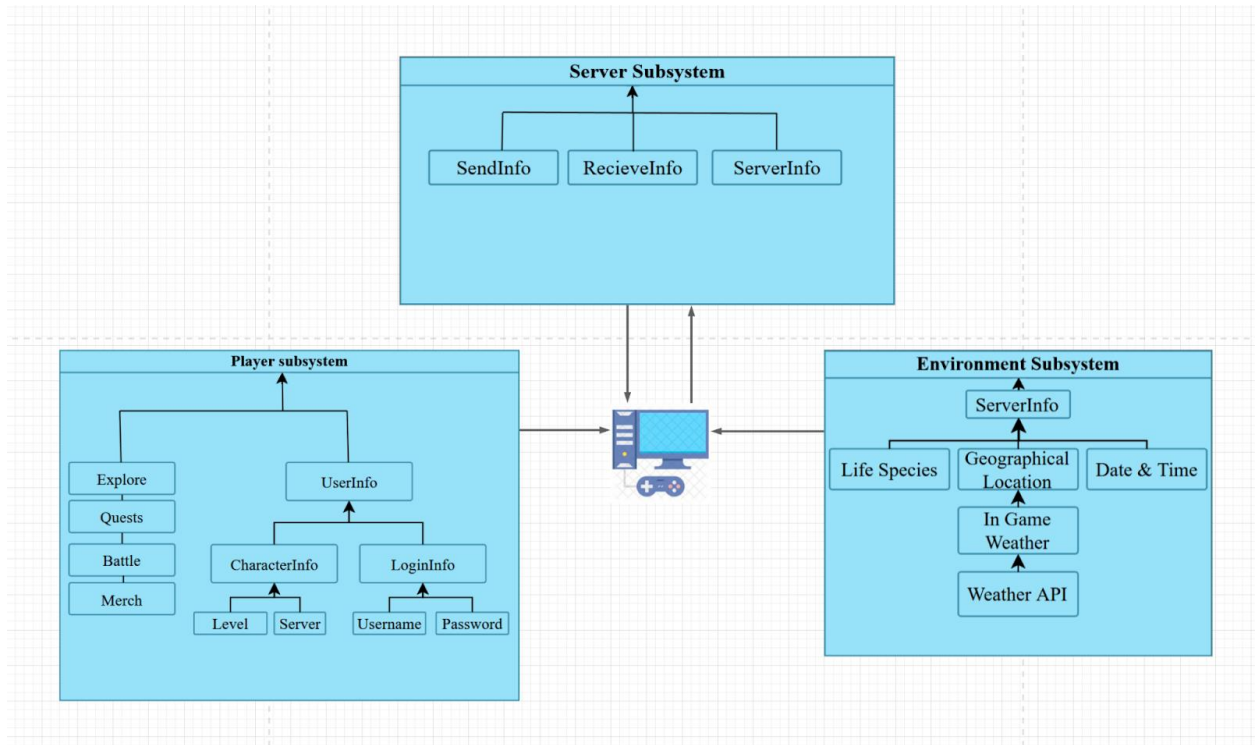 Server Subsystem
SendInfo
RecieveInfo
ServerInfo
Player subsystem
Explore
Quests
Battle
Merch
UserInfo
CharacterInfo
LoginInfo
Level
Server
Username
Password
Environment Subsystem
ServerInfo
Life Species
Geographical
Location
Date & Time
In Game
Weather
Weather API